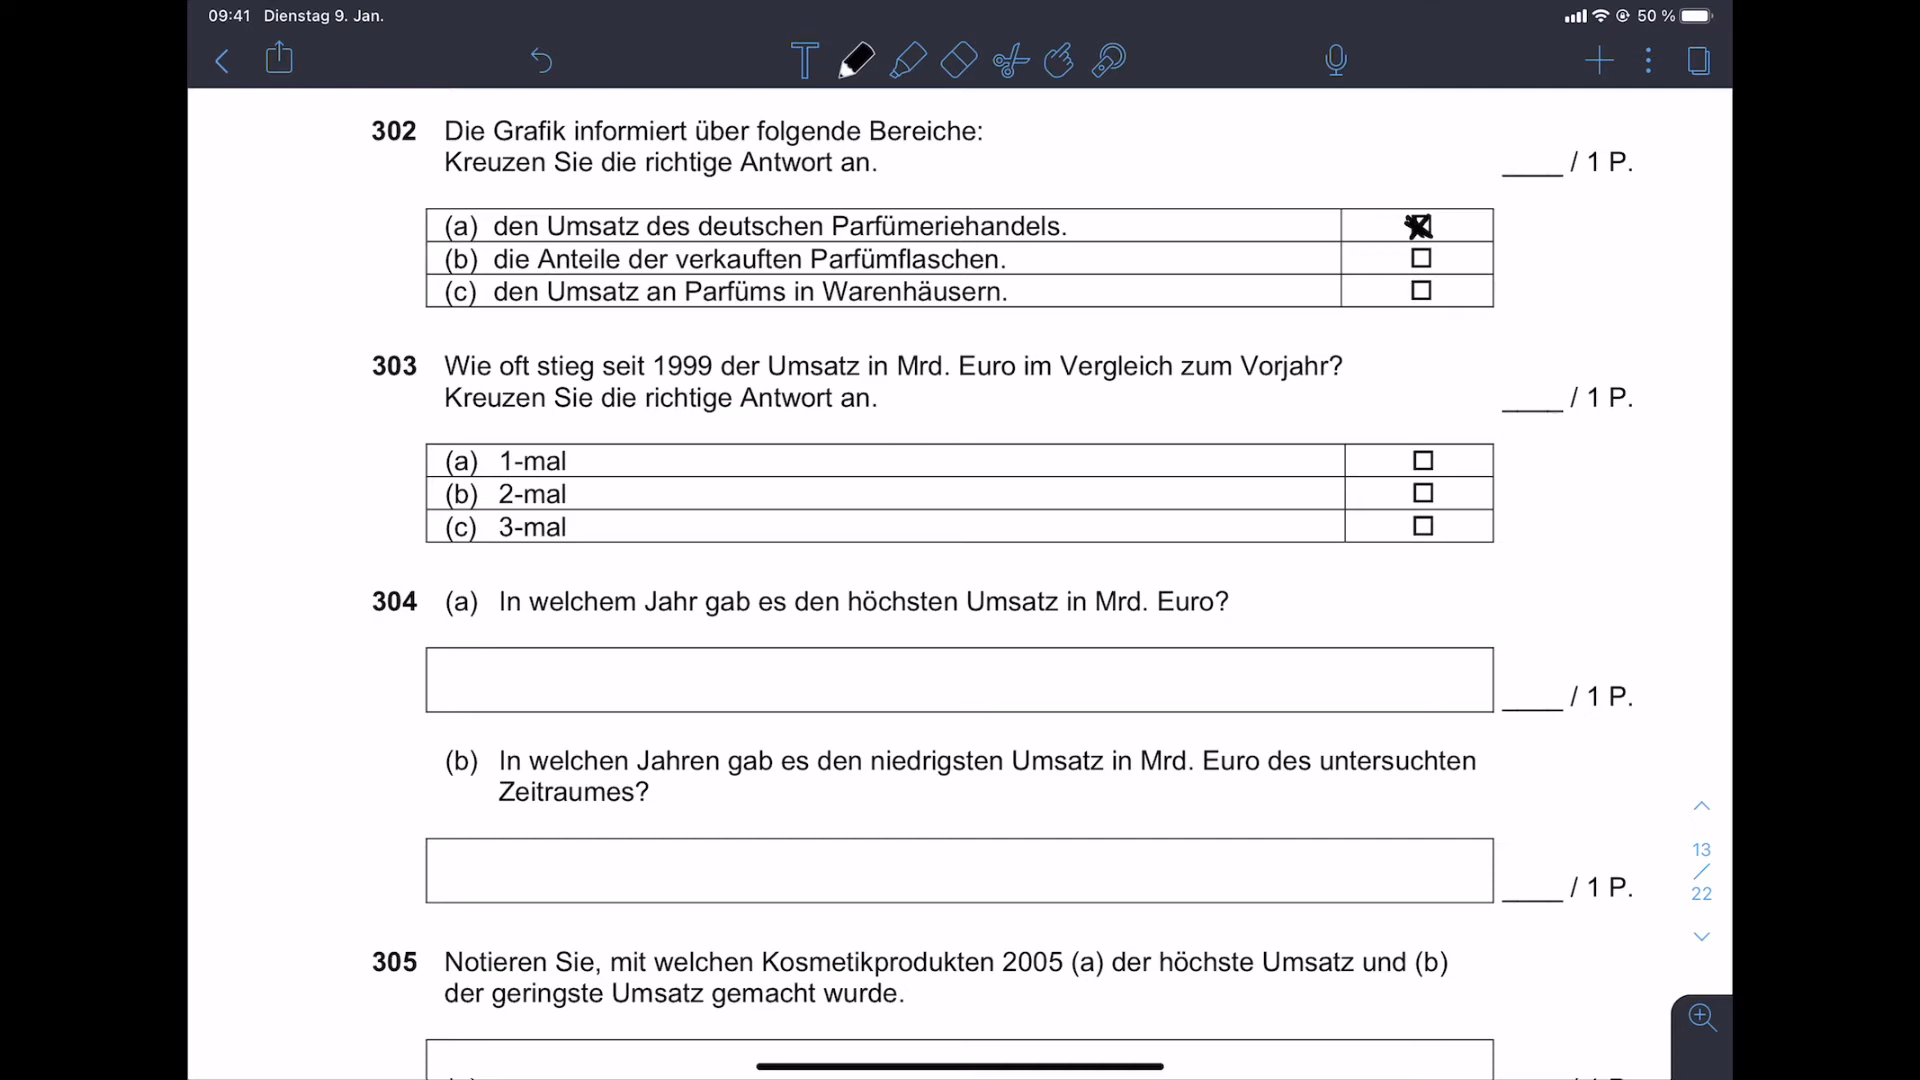 09:41 Dienstag 9. Jan.
50 %
302 Die Grafik informiert über folgende Bereiche:
Kreuzen Sie die richtige Antwort an.
____ / 1 P.
(a) den Umsatz des deutschen Parfümeriehandels.
(b) die Anteile der verkauften Parfümflaschen.
(c) den Umsatz an Parfüms in Warenhäusern.
303 Wie oft stieg seit 1999 der Umsatz in Mrd. Euro im Vergleich zum Vorjahr?
Kreuzen Sie die richtige Antwort an.
____ / 1 P.
(a) 1-mal
(b) 2-mal
(c) 3-mal
304 (a) In welchem Jahr gab es den höchsten Umsatz in Mrd. Euro?
____ / 1 P.
(b) In welchen Jahren gab es den niedrigsten Umsatz in Mrd. Euro des untersuchten
Zeitraumes?
____ / 1 P.
13
/
22
305 Notieren Sie, mit welchen Kosmetikprodukten 2005 (a) der höchste Umsatz und (b)
der geringste Umsatz gemacht wurde.